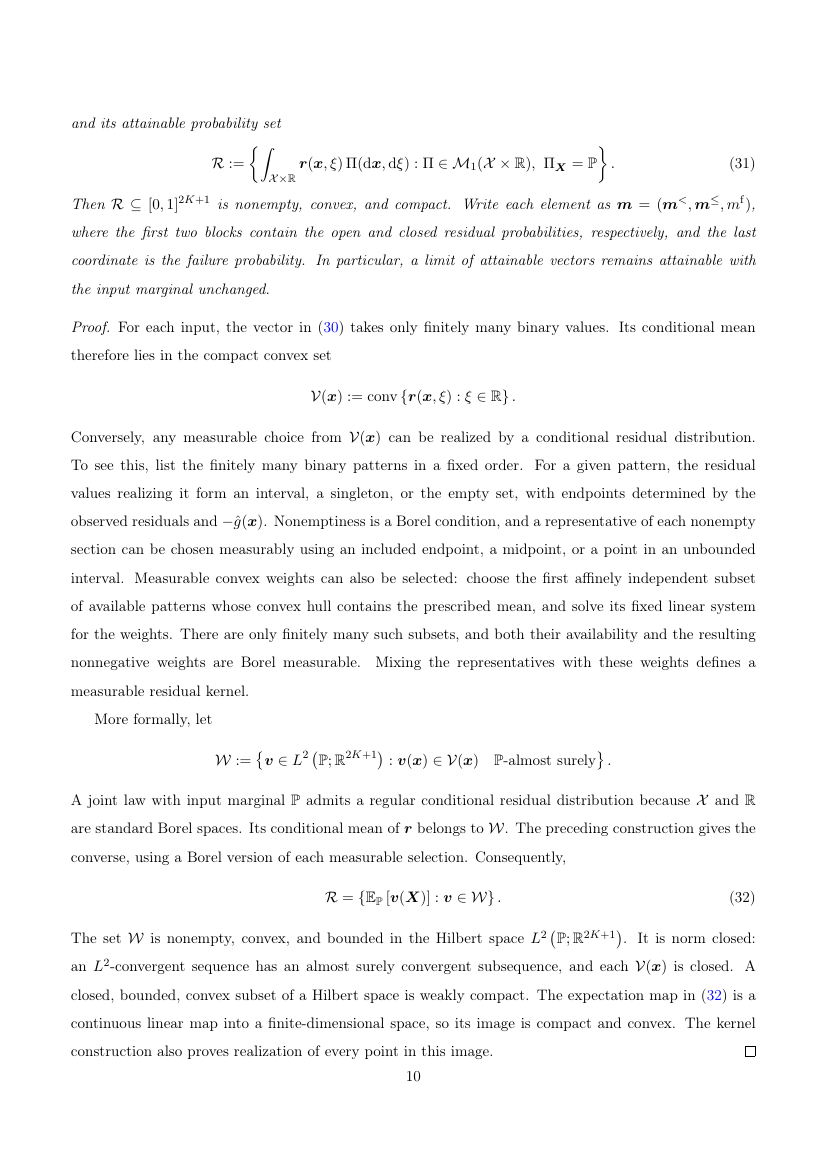 and its attainable probability set
R := { ∫_{X×ℝ} r(x, ξ) Π(dx, dξ) : Π ∈ M₁(X × ℝ), Π_X = ℙ } . (31)
Then R ⊆ [0, 1]^{2K+1} is nonempty, convex, and compact. Write each element as m = (m^<, m^≤, m^f),
where the first two blocks contain the open and closed residual probabilities, respectively, and the last
coordinate is the failure probability. In particular, a limit of attainable vectors remains attainable with
the input marginal unchanged.
Proof. For each input, the vector in (30) takes only finitely many binary values. Its conditional mean
therefore lies in the compact convex set
V(x) := conv {r(x, ξ) : ξ ∈ ℝ} .
Conversely, any measurable choice from V(x) can be realized by a conditional residual distribution.
To see this, list the finitely many binary patterns in a fixed order. For a given pattern, the residual
values realizing it form an interval, a singleton, or the empty set, with endpoints determined by the
observed residuals and −ĝ(x). Nonemptiness is a Borel condition, and a representative of each nonempty
section can be chosen measurably using an included endpoint, a midpoint, or a point in an unbounded
interval. Measurable convex weights can also be selected: choose the first affinely independent subset
of available patterns whose convex hull contains the prescribed mean, and solve its fixed linear system
for the weights. There are only finitely many such subsets, and both their availability and the resulting
nonnegative weights are Borel measurable. Mixing the representatives with these weights defines a
measurable residual kernel.
More formally, let
W := { v ∈ L² (ℙ; ℝ^{2K+1}) : v(x) ∈ V(x) ℙ-almost surely } .
A joint law with input marginal ℙ admits a regular conditional residual distribution because X and ℝ
are standard Borel spaces. Its conditional mean of r belongs to W. The preceding construction gives the
converse, using a Borel version of each measurable selection. Consequently,
R = {𝔼_ℙ [v(X)] : v ∈ W} . (32)
The set W is nonempty, convex, and bounded in the Hilbert space L² (ℙ; ℝ^{2K+1}). It is norm closed:
an L²-convergent sequence has an almost surely convergent subsequence, and each V(x) is closed. A
closed, bounded, convex subset of a Hilbert space is weakly compact. The expectation map in (32) is a
continuous linear map into a finite-dimensional space, so its image is compact and convex. The kernel
construction also proves realization of every point in this image. □
10